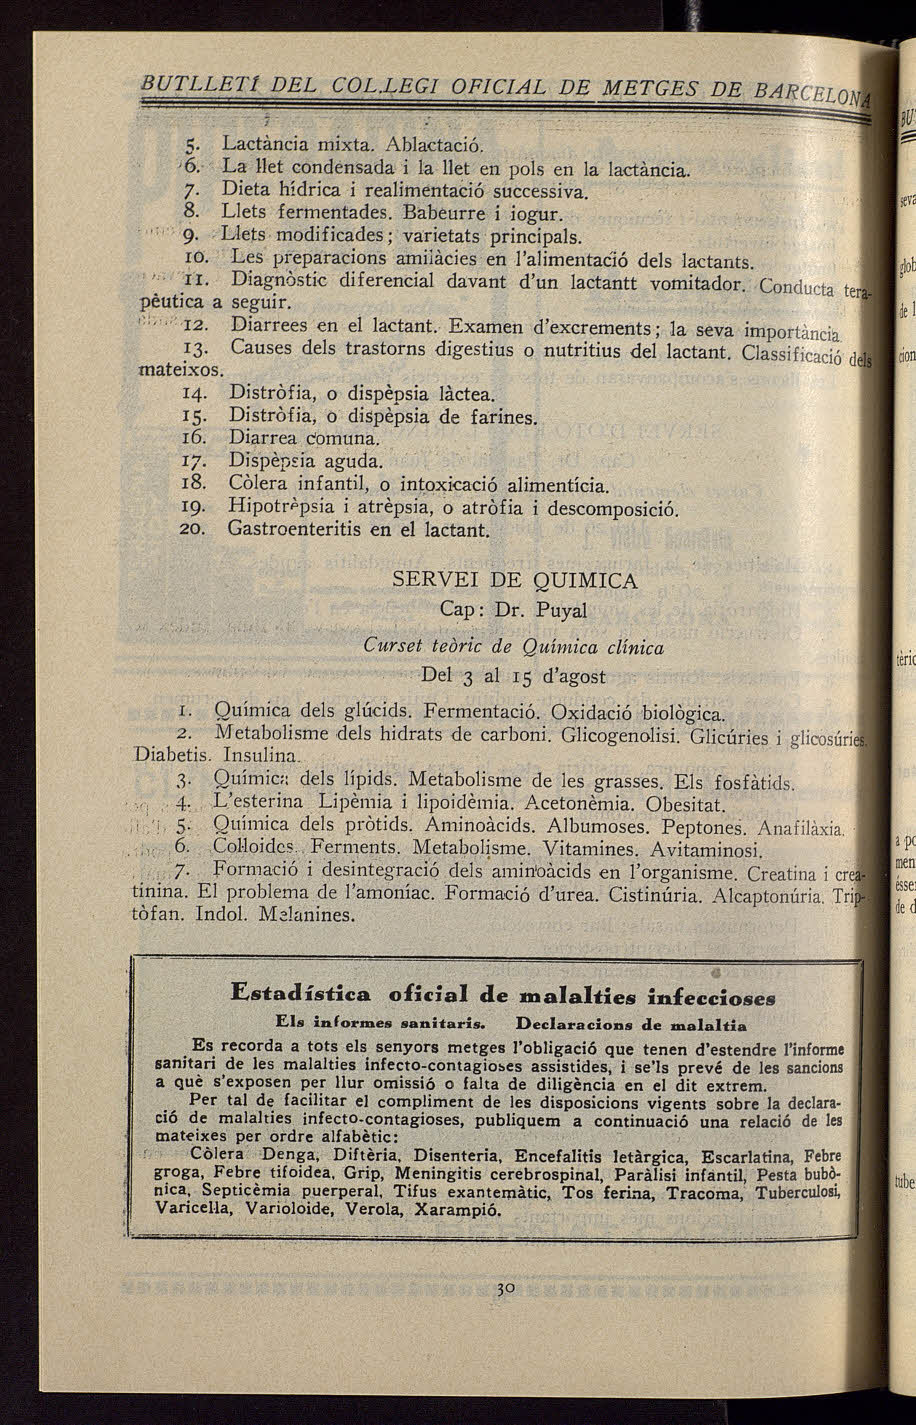 BUTLLETÍ DEL COL.LEGI OFICIAL DE METGES DE BARCELONA
5. Lactància mixta. Ablactació.
6. La llet condensada i la llet en pols en la lactància.
7. Dieta hídrica i realimentació successiva.
8. Llets fermentades. Babeurre i iogur.
9. Llets modificades; varietats principals.
10. Les preparacions amilàcies en l'alimentació dels lactants.
11. Diagnòstic diferencial davant d'un lactantt vomitador. Conducta tera-
pèutica a seguir.
12. Diarrees en el lactant. Examen d'excrements; la seva importància.
13. Causes dels trastorns digestius o nutritius del lactant. Classificació dels
mateixos.
14. Distròfia, o dispèpsia làctea.
15. Distròfia, o dispèpsia de farines.
16. Diarrea comuna.
17. Dispèpsia aguda.
18. Còlera infantil, o intoxicació alimentícia.
19. Hipotrèpsia i atrèpsia, o atròfia i descomposició.
20. Gastroenteritis en el lactant.
SERVEI DE QUIMICA
Cap: Dr. Puyal
Curset teòric de Química clínica
Del 3 al 15 d'agost
1. Química dels glúcids. Fermentació. Oxidació biològica.
2. Metabolisme dels hidrats de carboni. Glicogenolisi. Glicúries i glicosúries.
Diabetis. Insulina.
3. Química dels lípids. Metabolisme de les grasses. Els fosfàtids.
4. L'esterina Lipèmia i lipoidèmia. Acetonèmia. Obesitat.
5. Química dels pròtids. Aminoàcids. Albumoses. Peptones. Anafilàxia.
6. Colloides. Ferments. Metabolisme. Vitamines. Avitaminosi.
7. Formació i desintegració dels aminoàcids en l'organisme. Creatina i crea-
tinina. El problema de l'amoníac. Formació d'urea. Cistinúria. Alcaptonúria. Trip-
tòfan. Indol. Melanines.
Estadística oficial de malalties infeccioses
Els informes sanitaris. Declaracions de malaltia
Es recorda a tots els senyors metges l'obligació que tenen d'estendre l'informe
sanitari de les malalties infecto-contagioses assistides, i se'ls prevé de les sancions
a què s'exposen per llur omissió o falta de diligència en el dit extrem.
Per tal de facilitar el compliment de les disposicions vigents sobre la declara-
ció de malalties infecto-contagioses, publiquem a continuació una relació de les
mateixes per ordre alfabètic:
Còlera Denga, Diftèria, Disenteria, Encefalitis letàrgica, Escarlatina, Febre
groga, Febre tifoidea, Grip, Meningitis cerebrospinal, Paràlisi infantil, Pesta bubò-
nica, Septicèmia puerperal, Tifus exantemàtic, Tos ferina, Tracoma, Tuberculosi,
Varicel·la, Varioloide, Verola, Xarampió.
30